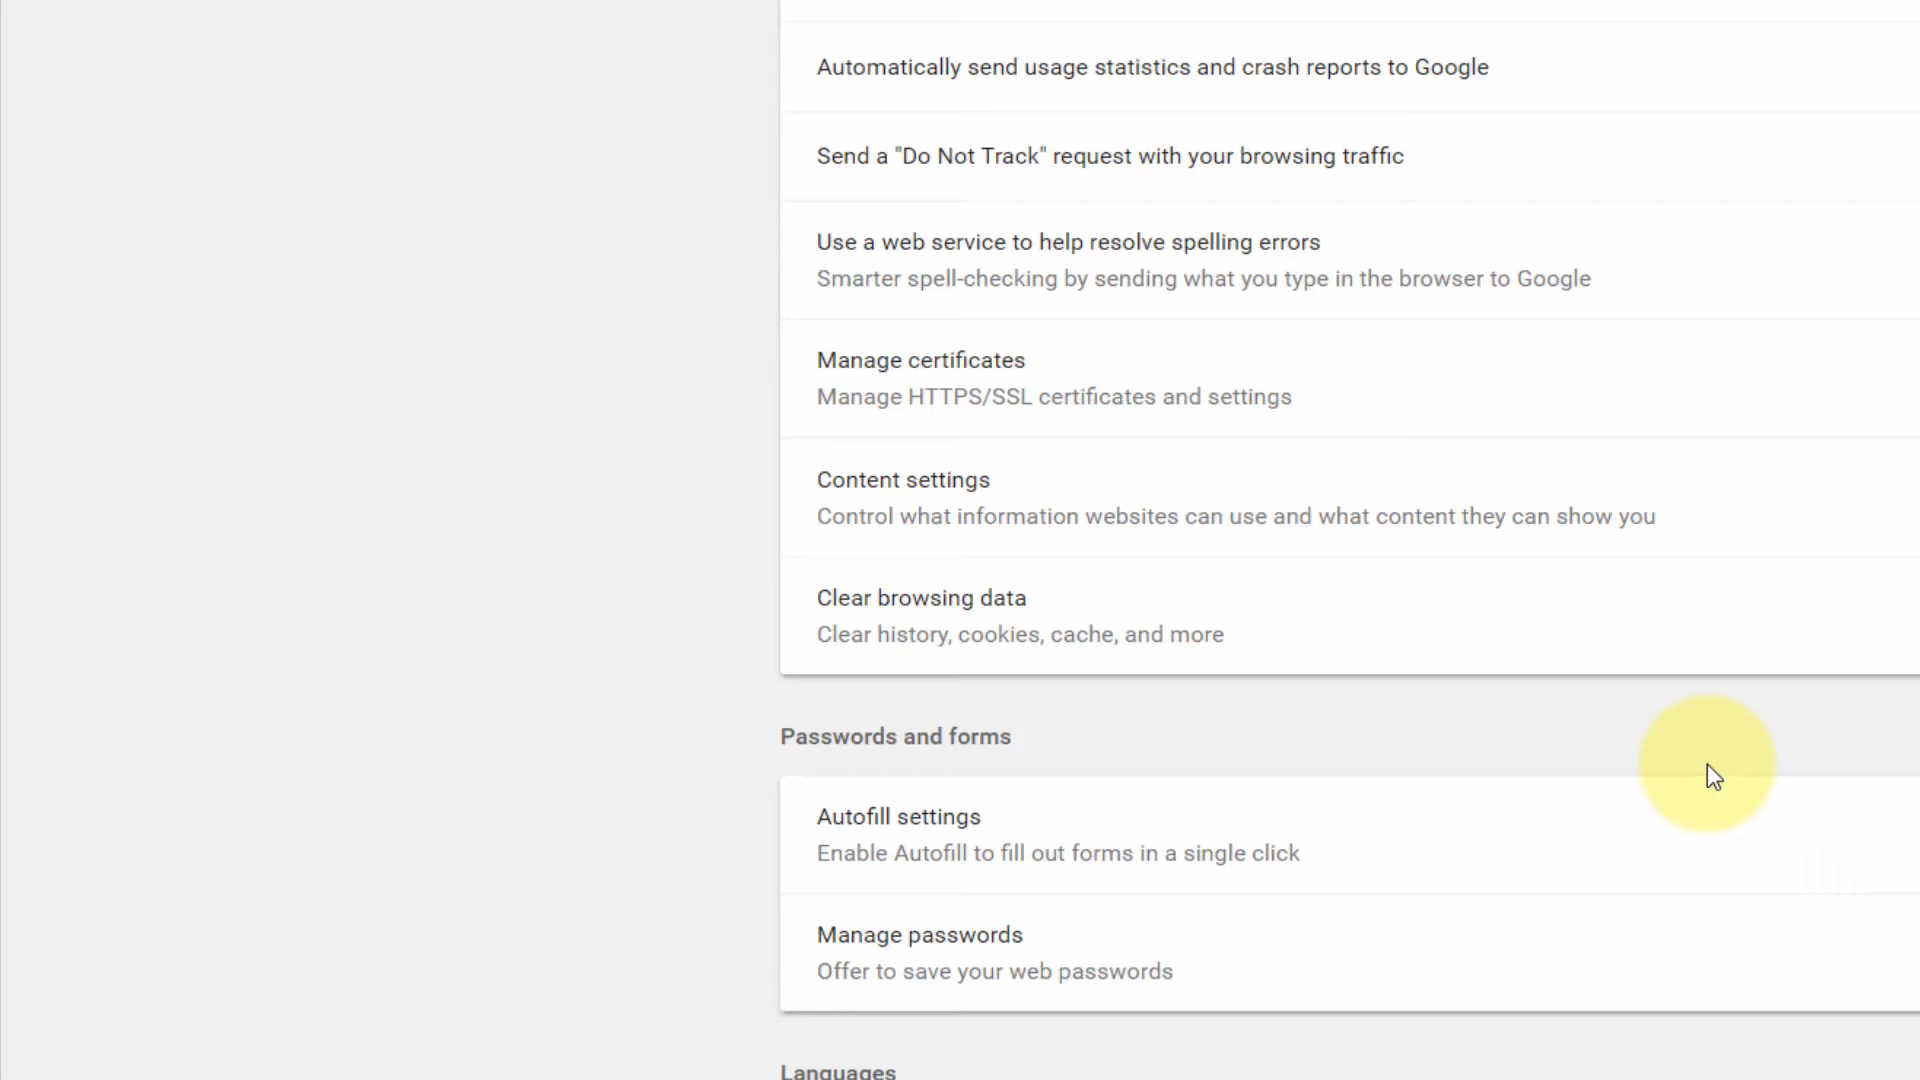 Automatically send usage statistics and crash reports to Google
Send a "Do Not Track" request with your browsing traffic
Use a web service to help resolve spelling errors
Smarter spell-checking by sending what you type in the browser to Google
Manage certificates
Manage HTTPS/SSL certificates and settings
Content settings
Control what information websites can use and what content they can show you
Clear browsing data
Clear history, cookies, cache, and more
Passwords and forms
Autofill settings
Enable Autofill to fill out forms in a single click
Manage passwords
Offer to save your web passwords
Languages